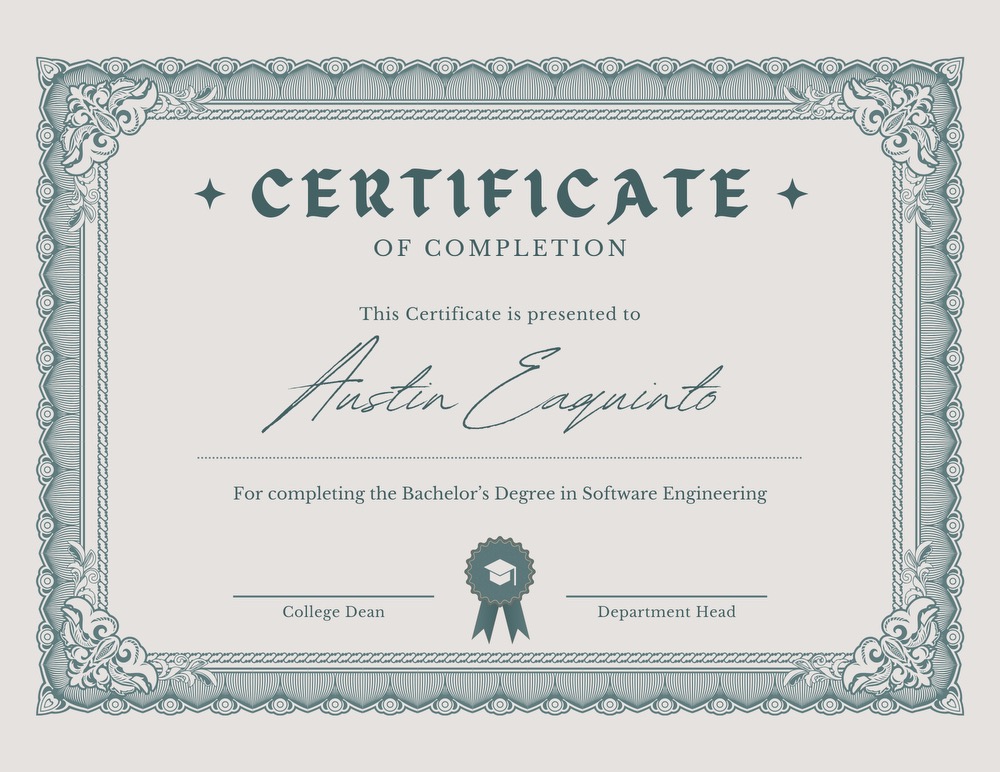 CERTIFICATE
OF COMPLETION
This Certificate is presented to
Austin Eaquinto
For completing the Bachelor’s Degree in Software Engineering
College Dean
Department Head